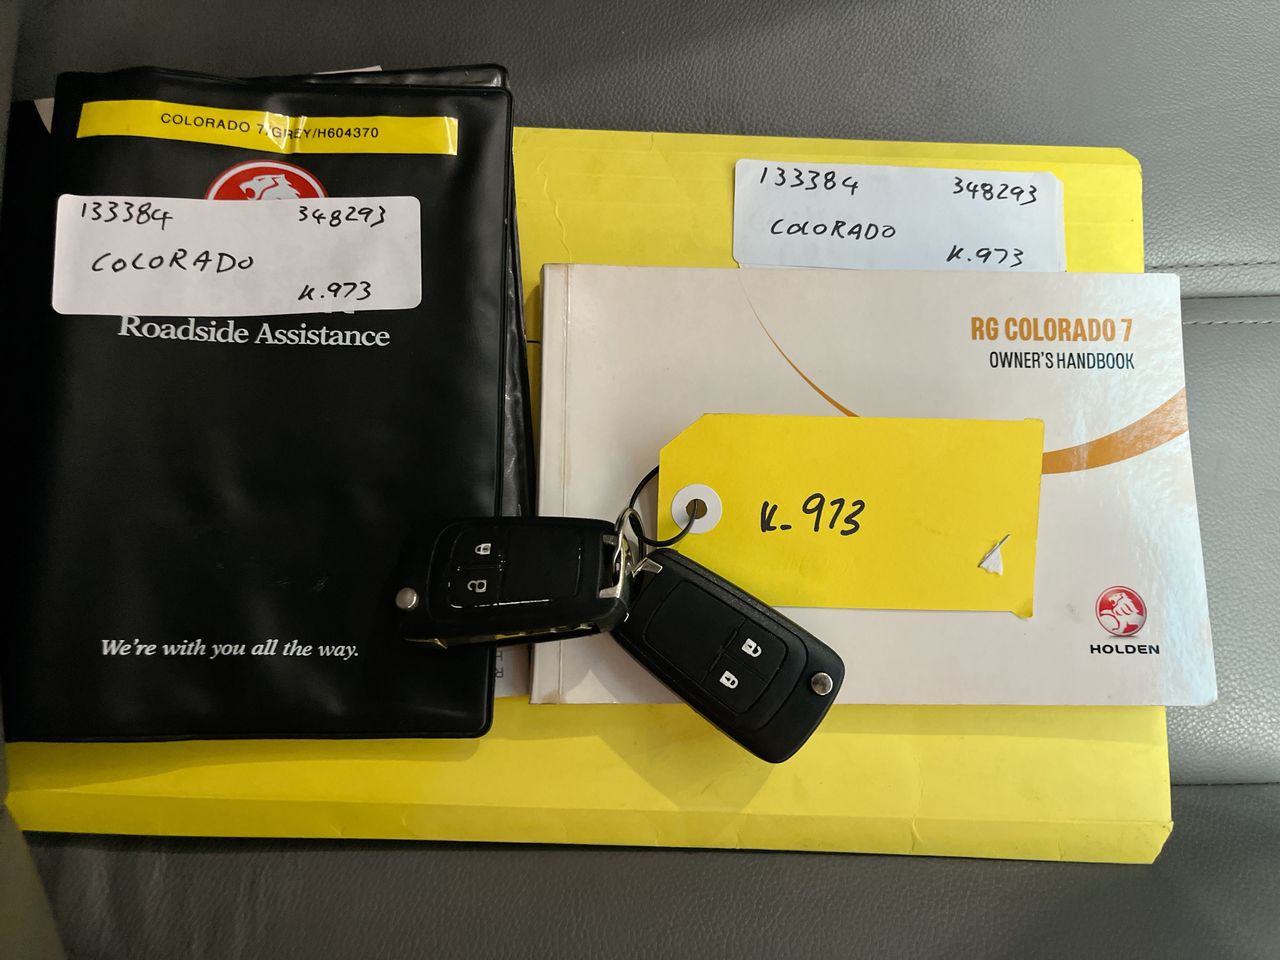 COLORADO 7/GREY/H604370
133384 348293
COLORADO
K.973
Roadside Assistance
We're with you all the way.
133384 348293
COLORADO
K.973
RG COLORADO 7
OWNER'S HANDBOOK
K-973
HOLDEN